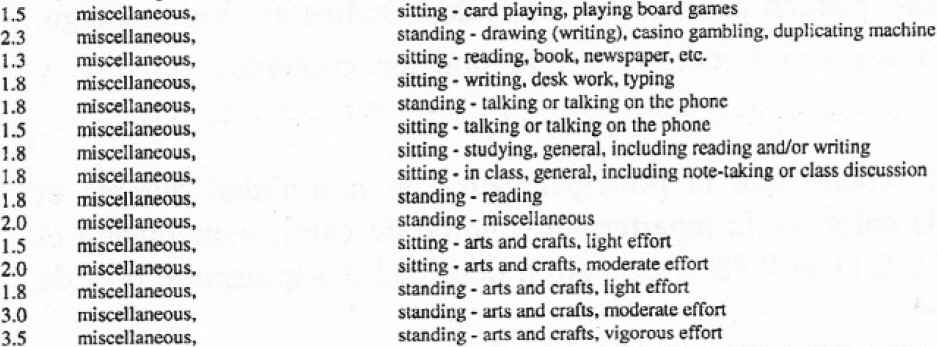 1.5 miscellaneous, sitting - card playing, playing board games
2.3 miscellaneous, standing - drawing (writing), casino gambling, duplicating machine
1.3 miscellaneous, sitting - reading, book, newspaper, etc.
1.8 miscellaneous, sitting - writing, desk work, typing
1.8 miscellaneous, standing - talking or talking on the phone
1.5 miscellaneous, sitting - talking or talking on the phone
1.8 miscellaneous, sitting - studying, general, including reading and/or writing
1.8 miscellaneous, sitting - in class, general, including note-taking or class discussion
1.8 miscellaneous, standing - reading
2.0 miscellaneous, standing - miscellaneous
1.5 miscellaneous, sitting - arts and crafts, light effort
2.0 miscellaneous, sitting - arts and crafts, moderate effort
1.8 miscellaneous, standing - arts and crafts, light effort
3.0 miscellaneous, standing - arts and crafts, moderate effort
3.5 miscellaneous, standing - arts and crafts, vigorous effort